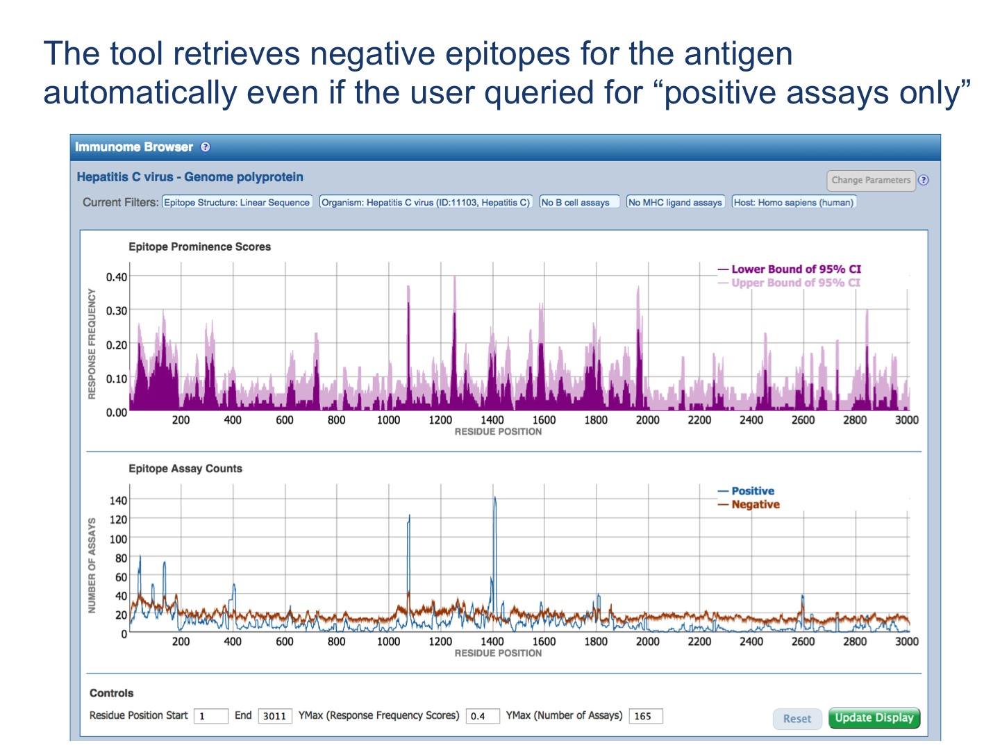 The tool retrieves negative epitopes for the antigen
automatically even if the user queried for “positive assays only”
Immunome Browser ?
Hepatitis C virus - Genome polyprotein
Change Parameters ?
Current Filters: Epitope Structure: Linear Sequence Organism: Hepatitis C virus (ID:11103, Hepatitis C) No B cell assays No MHC ligand assays Host: Homo sapiens (human)
Epitope Prominence Scores
Lower Bound of 95% CI
Upper Bound of 95% CI
RESPONSE FREQUENCY
0.40
0.30
0.20
0.10
0.00
200 400 600 800 1000 1200 1400 1600 1800 2000 2200 2400 2600 2800 3000
RESIDUE POSITION
Epitope Assay Counts
Positive
Negative
NUMBER OF ASSAYS
140
120
100
80
60
40
20
0
200 400 600 800 1000 1200 1400 1600 1800 2000 2200 2400 2600 2800 3000
RESIDUE POSITION
Controls
Residue Position Start 1 End 3011 YMax (Response Frequency Scores) 0.4 YMax (Number of Assays) 165
Reset Update Display